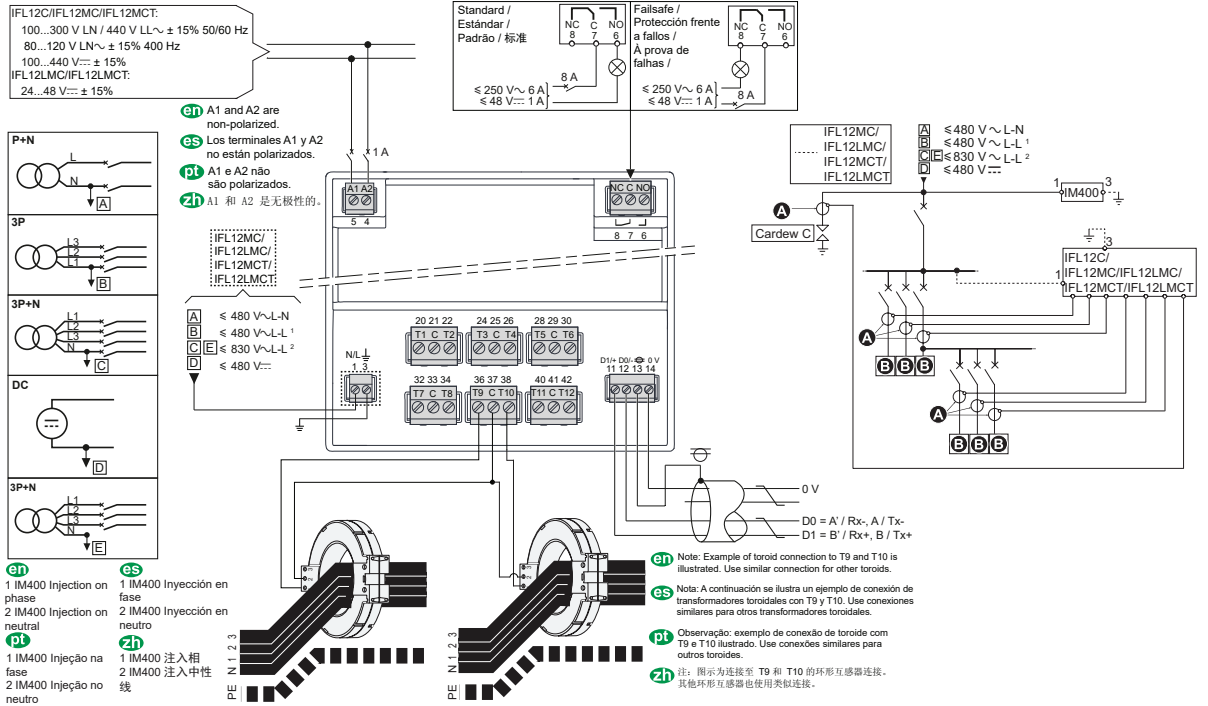 IFL12C/IFL12MC/IFL12MCT:
100...300 V LN / 440 V LL∼ ± 15% 50/60 Hz
80...120 V LN∼ ± 15% 400 Hz
100...440 V⎓ ± 15%
IFL12LMC/IFL12LMCT:
24...48 V⎓ ± 15%
Standard /
Estándar /
Padrão / 标准
NC C NO
8 7 6
8 A
≤ 250 V∼ 6 A
≤ 48 V⎓ 1 A
Failsafe /
Protección frente
a fallos /
À prova de
falhas /
NC C NO
8 7 6
≤ 250 V∼ 6 A
≤ 48 V⎓ 1 A
8 A
en A1 and A2 are
non-polarized.
es Los terminales A1 y A2
no están polarizados.
pt A1 e A2 não
são polarizados.
zh A1 和 A2 是无极性的。
1 A
A1 A2
5 4
NC C NO
8 7 6
P+N
L
N
A
3P
L3
L2
L1
B
3P+N
L1
L2
L3
N
C
DC
D
3P+N
L1
L2
L3
N
E
IFL12MC/
IFL12LMC/
IFL12MCT/
IFL12LMCT
A ≤ 480 V∼L-N
B ≤ 480 V∼L-L ¹
C E ≤ 830 V∼L-L ²
D ≤ 480 V⎓
N/L
1 3
20 21 22
T1 C T2
24 25 26
T3 C T4
28 29 30
T5 C T6
32 33 34
T7 C T8
36 37 38
T9 C T10
40 41 42
T11 C T12
D1/+ D0/- 0 V
11 12 13 14
0 V
D0 = A' / Rx-, A / Tx-
D1 = B' / Rx+, B / Tx+
IFL12MC/
IFL12LMC/
IFL12MCT/
IFL12LMCT
A ≤480 V∼L-N
B ≤480 V∼L-L ¹
C E ≤830 V∼L-L ²
D ≤480 V⎓
1 IM400 3
A
Cardew C
3
1
IFL12C/
IFL12MC/IFL12LMC/
IFL12MCT/IFL12LMCT
A
B B B
A
B B B
3
2
1
PE N 1 2 3
3
2
1
PE N 1 2 3
en
1 IM400 Injection on
phase
2 IM400 Injection on
neutral
es
1 IM400 Inyección en
fase
2 IM400 Inyección en
neutro
pt
1 IM400 Injeção na
fase
2 IM400 Injeção no
neutro
zh
1 IM400 注入相
2 IM400 注入中性
线
en Note: Example of toroid connection to T9 and T10 is
illustrated. Use similar connection for other toroids.
es Nota: A continuación se ilustra un ejemplo de conexión de
transformadores toroidales con T9 y T10. Use conexiones
similares para otros transformadores toroidales.
pt Observação: exemplo de conexão de toroide com
T9 e T10 ilustrado. Use conexões similares para
outros toroides.
zh 注: 图示为连接至 T9 和 T10 的环形互感器连接。
其他环形互感器也使用类似连接。